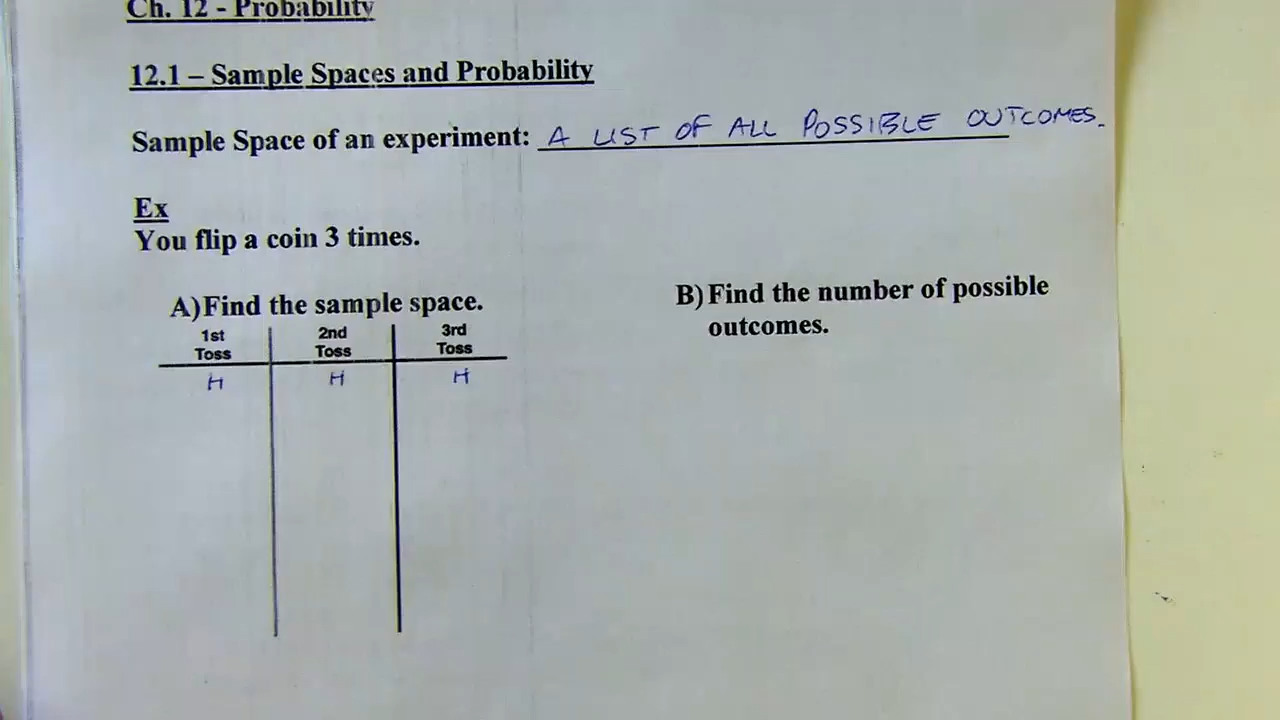 Ch. 12 - Probability
12.1 – Sample Spaces and Probability
Sample Space of an experiment: A LIST OF ALL POSSIBLE OUTCOMES.
Ex
You flip a coin 3 times.
A) Find the sample space.
1st Toss 2nd Toss 3rd Toss
H H H
B) Find the number of possible
outcomes.